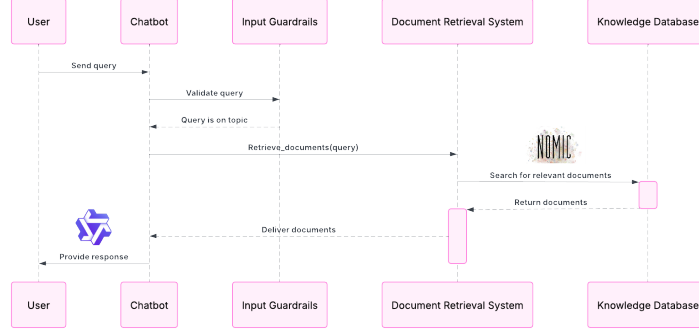 User
Chatbot
Input Guardrails
Document Retrieval System
Knowledge Database
Send query
Validate query
Query is on topic
Retrieve_documents(query)
NOMIC
Search for relevant documents
Return documents
Deliver documents
Provide response
User
Chatbot
Input Guardrails
Document Retrieval System
Knowledge Database